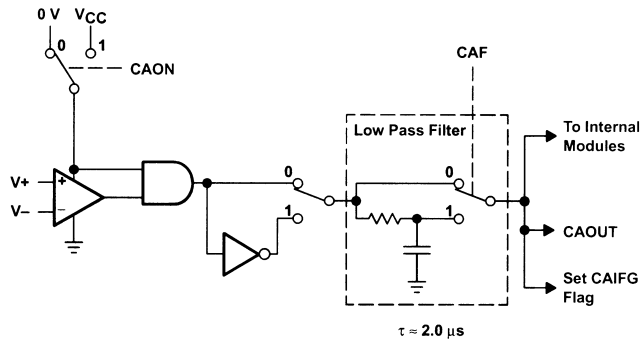 0 V VCC
0 1
CAON
CAF
Low Pass Filter
To Internal
Modules
V+
+
0
0
V–
–
1
1
CAOUT
Set CAIFG
Flag
τ ≈ 2.0 μs